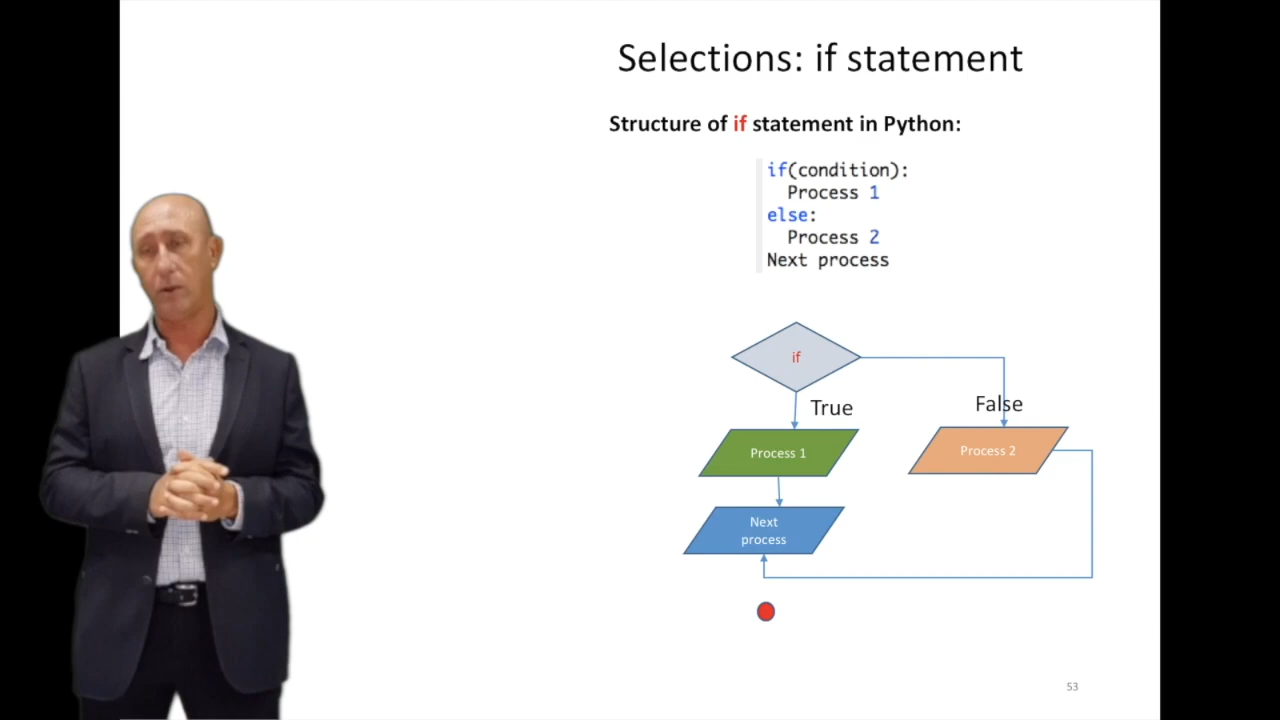 Selections: if statement
Structure of if statement in Python:
if(condition):
  Process 1
else:
  Process 2
Next process
if
True
False
Process 1
Process 2
Next
process
53